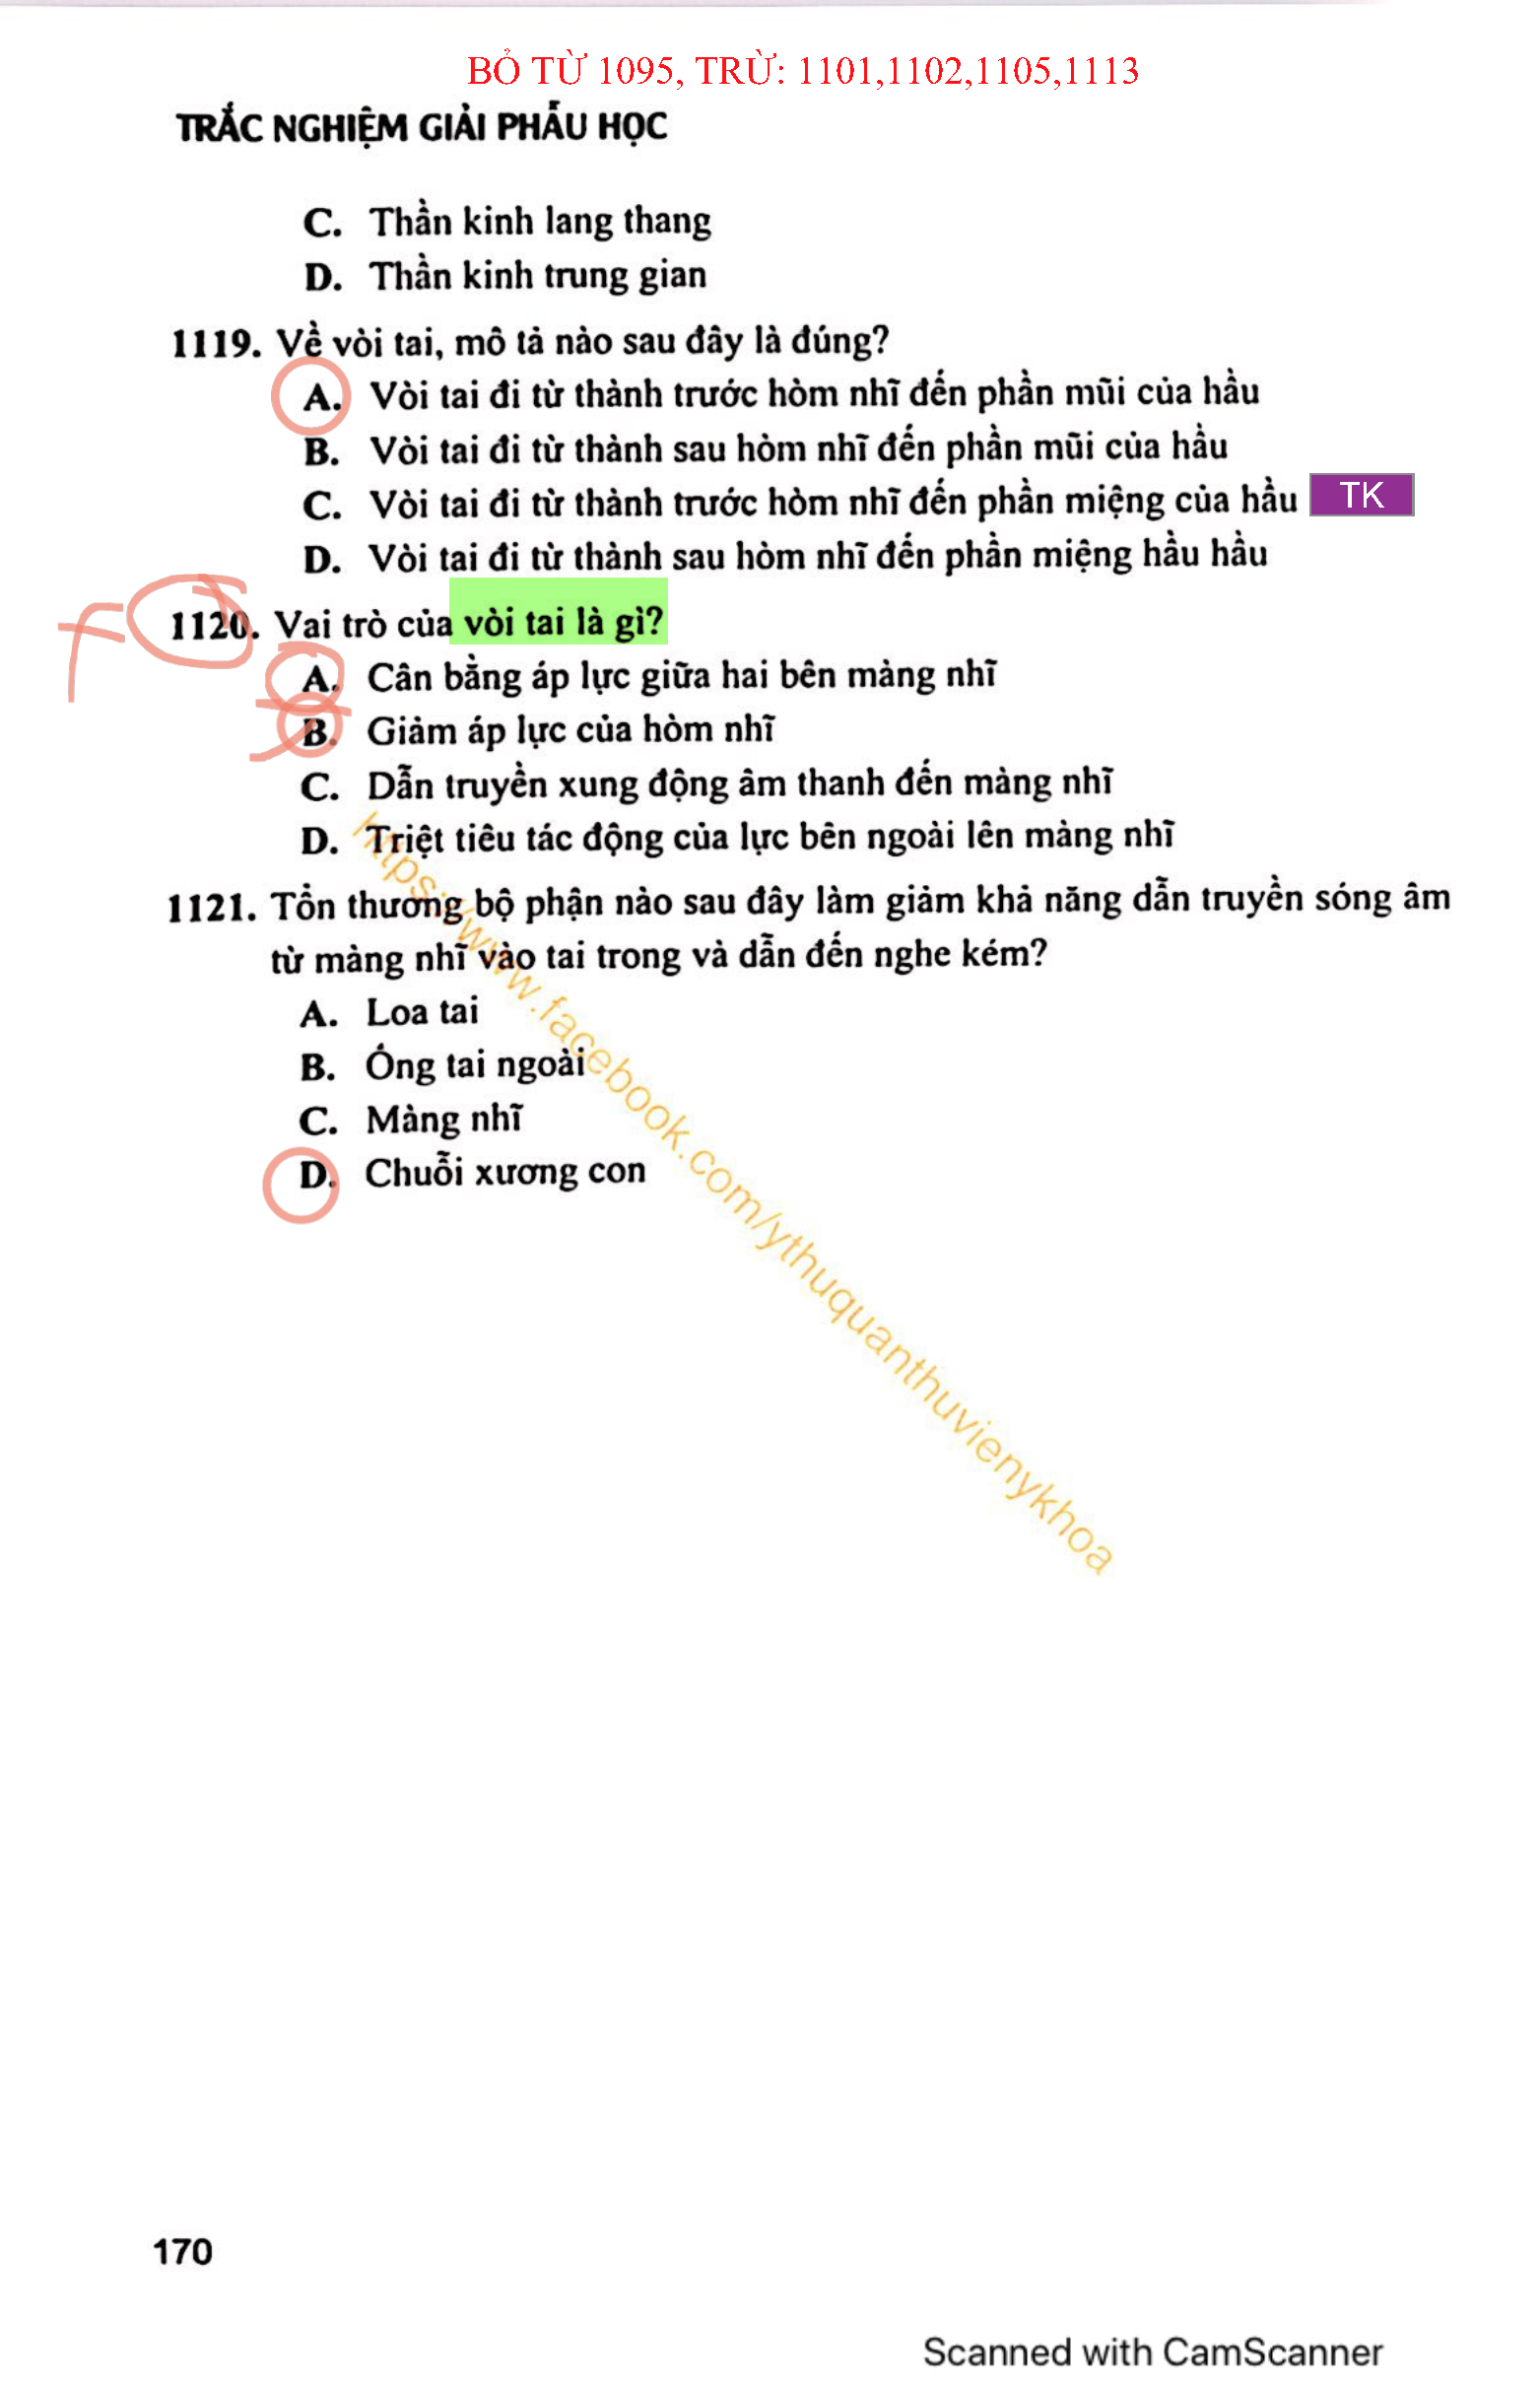 BỎ TỪ 1095, TRỪ: 1101,1102,1105,1113
TRẮC NGHIỆM GIẢI PHẪU HỌC
C. Thần kinh lang thang
D. Thần kinh trung gian
1119. Về vòi tai, mô tả nào sau đây là đúng?
A. Vòi tai đi từ thành trước hòm nhĩ đến phần mũi của hầu
B. Vòi tai đi từ thành sau hòm nhĩ đến phần mũi của hầu
C. Vòi tai đi từ thành trước hòm nhĩ đến phần miệng của hầu TK
D. Vòi tai đi từ thành sau hòm nhĩ đến phần miệng hầu hầu
1120. Vai trò của vòi tai là gì?
A. Cân bằng áp lực giữa hai bên màng nhĩ
B. Giảm áp lực của hòm nhĩ
C. Dẫn truyền xung động âm thanh đến màng nhĩ
D. Triệt tiêu tác động của lực bên ngoài lên màng nhĩ
1121. Tổn thương bộ phận nào sau đây làm giảm khả năng dẫn truyền sóng âm
từ màng nhĩ vào tai trong và dẫn đến nghe kém?
A. Loa tai
B. Ống tai ngoài
C. Màng nhĩ
D. Chuỗi xương con
https://www.facebook.com/ythuquanthuvienykhoa
170
Scanned with CamScanner